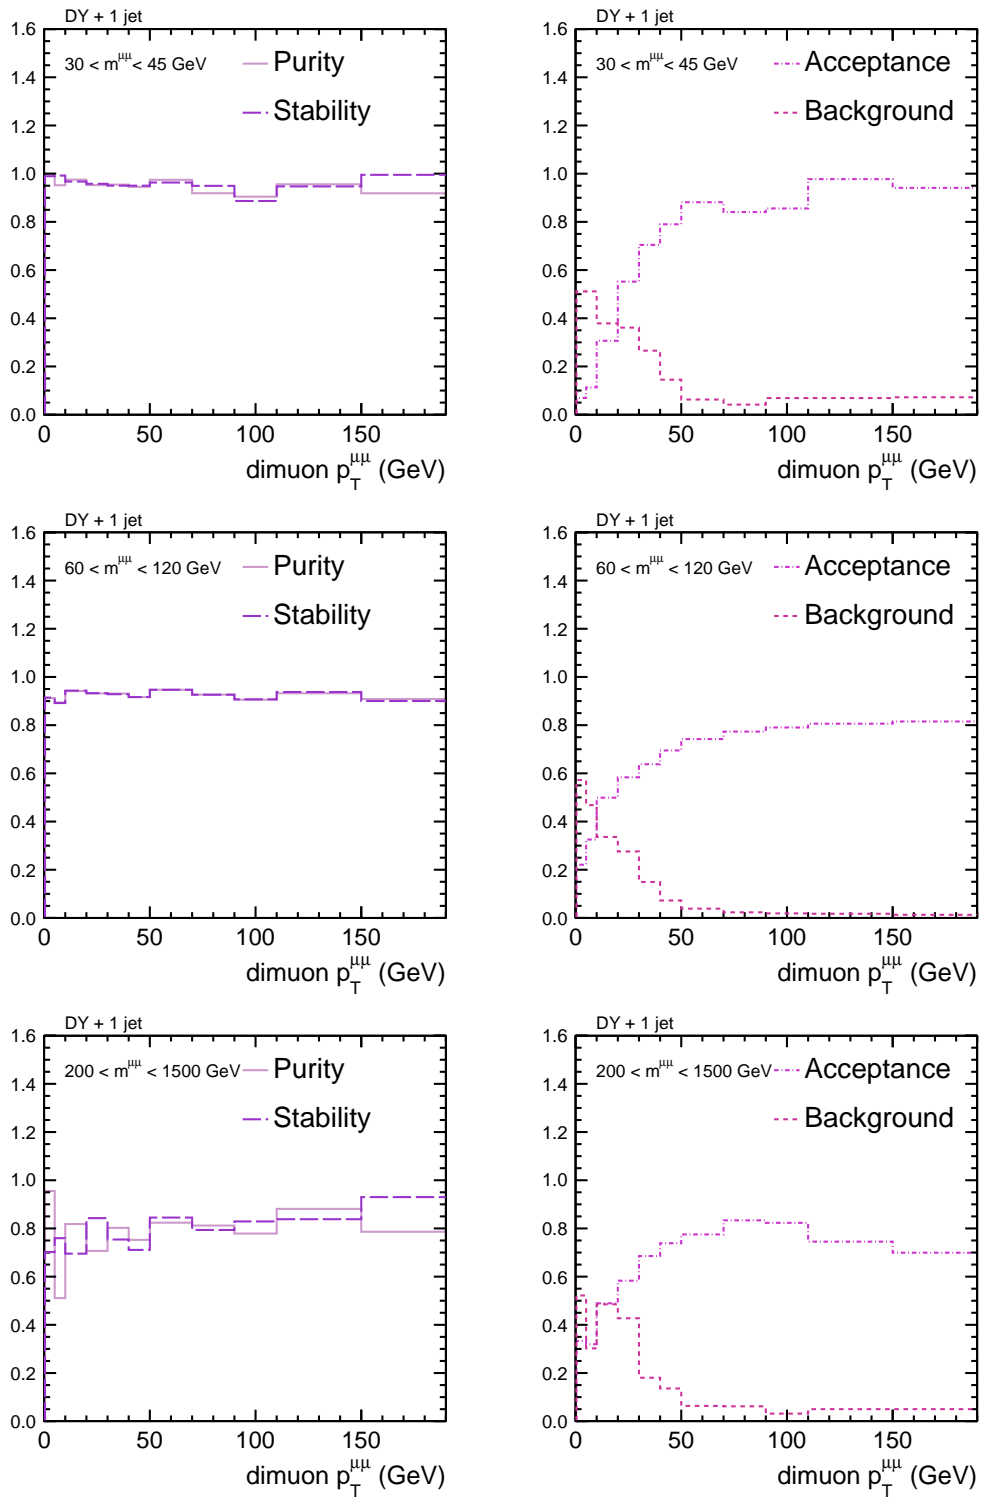 DY + 1 jet
30 < m^μμ < 45 GeV
Purity
Stability
1.6
1.4
1.2
1.0
0.8
0.6
0.4
0.2
0.0
0 50 100 150
dimuon p_T^μμ (GeV)
DY + 1 jet
30 < m^μμ < 45 GeV
Acceptance
Background
1.6
1.4
1.2
1.0
0.8
0.6
0.4
0.2
0.0
0 50 100 150
dimuon p_T^μμ (GeV)
DY + 1 jet
60 < m^μμ < 120 GeV
Purity
Stability
1.6
1.4
1.2
1.0
0.8
0.6
0.4
0.2
0.0
0 50 100 150
dimuon p_T^μμ (GeV)
DY + 1 jet
60 < m^μμ < 120 GeV
Acceptance
Background
1.6
1.4
1.2
1.0
0.8
0.6
0.4
0.2
0.0
0 50 100 150
dimuon p_T^μμ (GeV)
DY + 1 jet
200 < m^μμ < 1500 GeV
Purity
Stability
1.6
1.4
1.2
1.0
0.8
0.6
0.4
0.2
0.0
0 50 100 150
dimuon p_T^μμ (GeV)
DY + 1 jet
200 < m^μμ < 1500 GeV
Acceptance
Background
1.6
1.4
1.2
1.0
0.8
0.6
0.4
0.2
0.0
0 50 100 150
dimuon p_T^μμ (GeV)